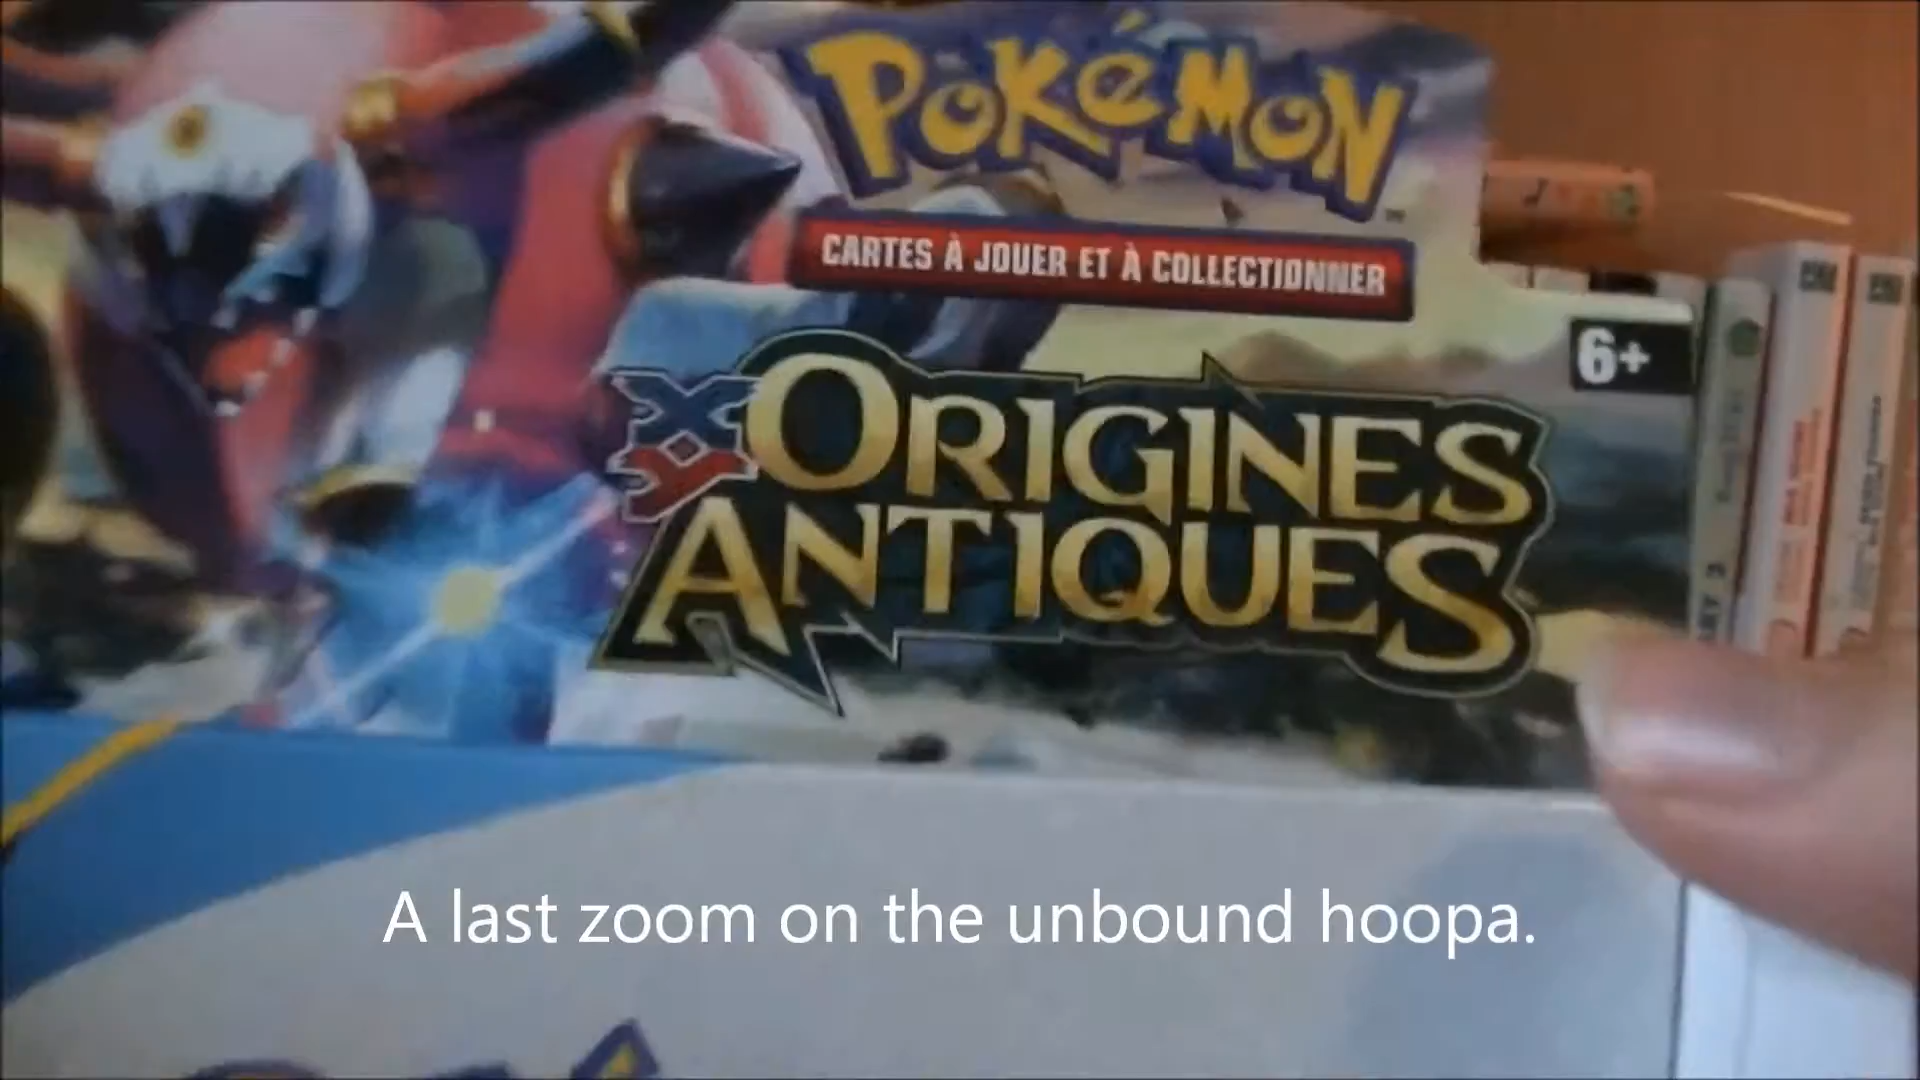 POKÉMON
CARTES À JOUER ET À COLLECTIONNER
6+
XY ORIGINES
ANTIQUES
A last zoom on the unbound hoopa.